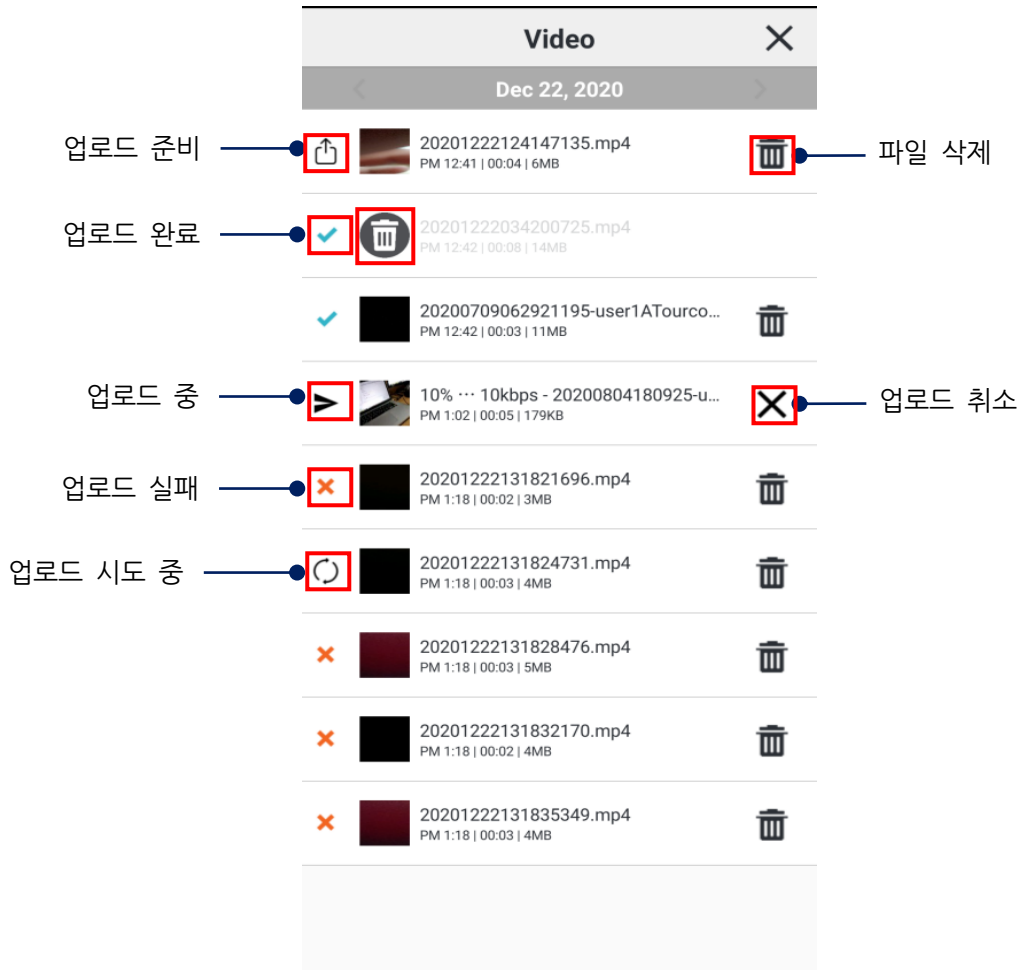 Video
Dec 22, 2020
업로드 준비
20201222124147135.mp4
PM 12:41 | 00:04 | 6MB
파일 삭제
업로드 완료
20201222034200725.mp4
PM 12:42 | 00:08 | 14MB
20200709062921195-user1ATourco...
PM 12:42 | 00:03 | 11MB
업로드 중
10% ··· 10kbps - 20200804180925-u...
PM 1:02 | 00:05 | 179KB
업로드 취소
업로드 실패
20201222131821696.mp4
PM 1:18 | 00:02 | 3MB
업로드 시도 중
20201222131824731.mp4
PM 1:18 | 00:03 | 4MB
20201222131828476.mp4
PM 1:18 | 00:03 | 5MB
20201222131832170.mp4
PM 1:18 | 00:02 | 4MB
20201222131835349.mp4
PM 1:18 | 00:03 | 4MB